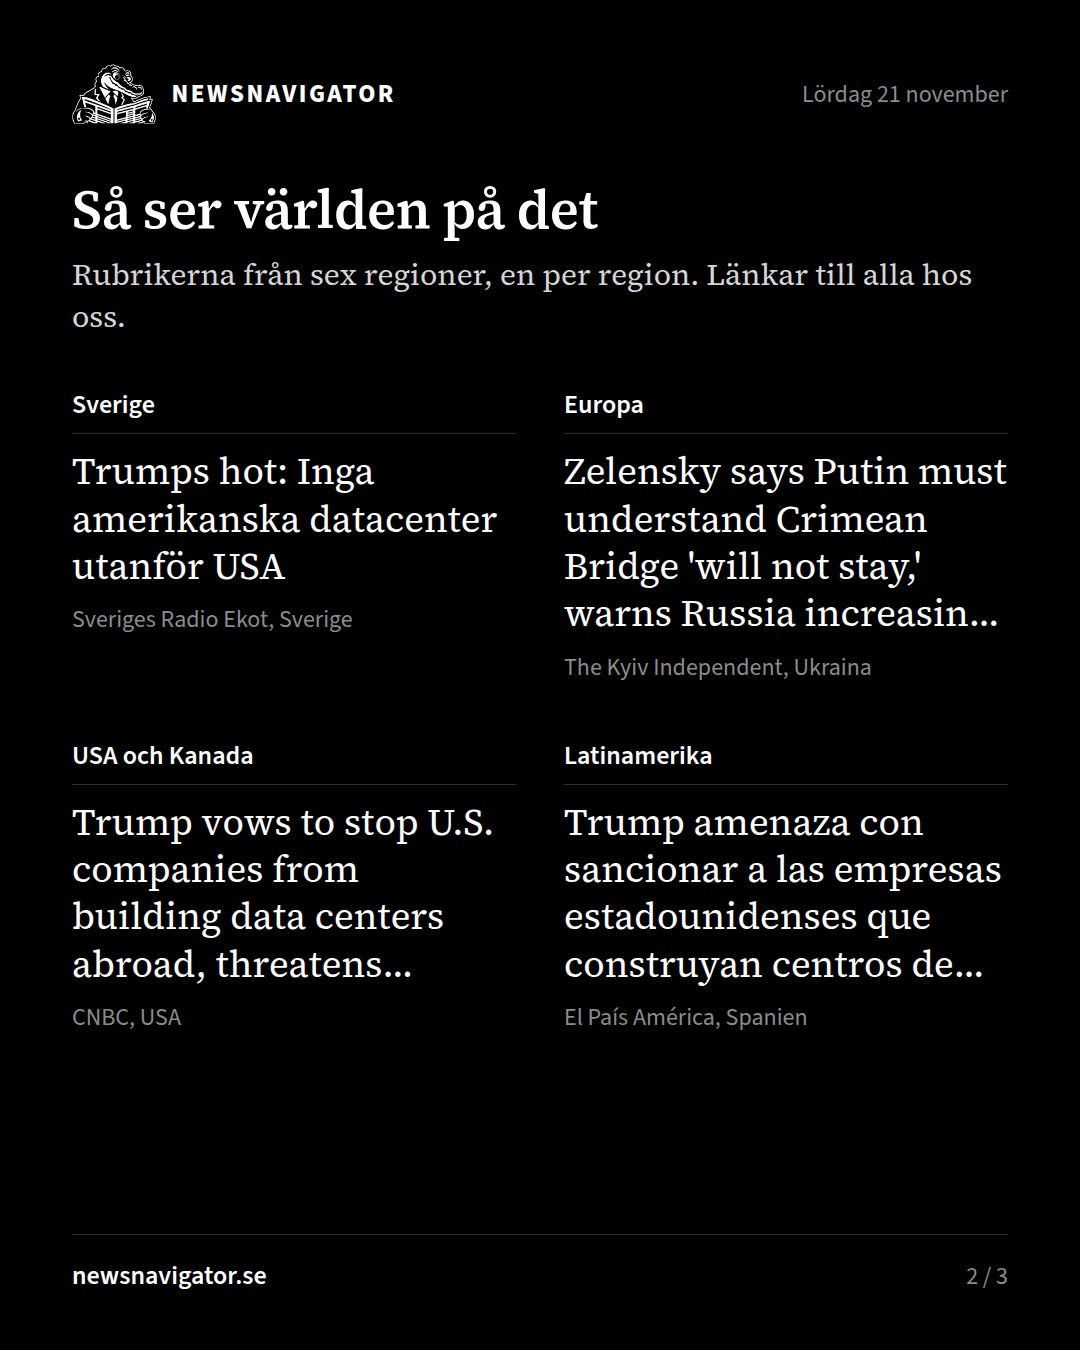 NEWSNAVIGATOR
Lördag 21 november
Så ser världen på det
Rubrikerna från sex regioner, en per region. Länkar till alla hos
oss.
Sverige
Trumps hot: Inga
amerikanska datacenter
utanför USA
Sveriges Radio Ekot, Sverige
Europa
Zelensky says Putin must
understand Crimean
Bridge 'will not stay,'
warns Russia increasin...
The Kyiv Independent, Ukraina
USA och Kanada
Trump vows to stop U.S.
companies from
building data centers
abroad, threatens...
CNBC, USA
Latinamerika
Trump amenaza con
sancionar a las empresas
estadounidenses que
construyan centros de...
El País América, Spanien
newsnavigator.se
2 / 3